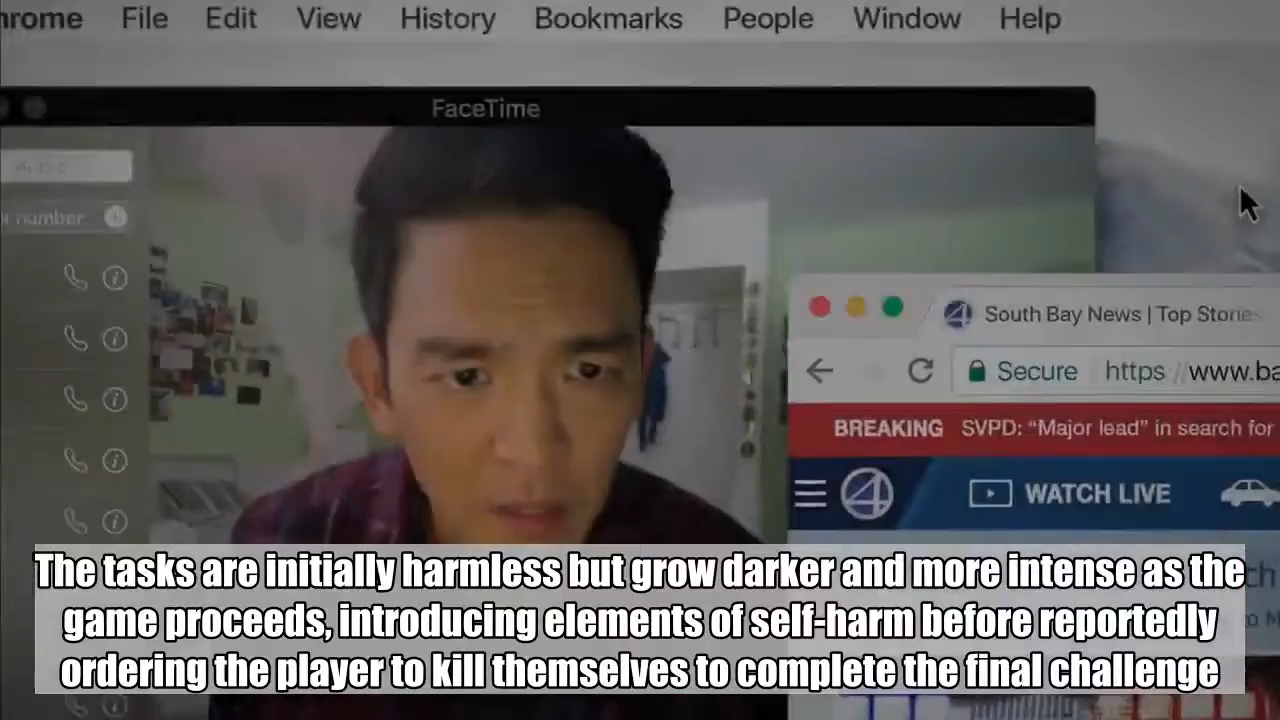 File Edit View History Bookmarks People Window Help
FaceTime
number
South Bay News | Top Stories
Secure https://www.ba
BREAKING SVPD: “Major lead” in search for
4 WATCH LIVE
The tasks are initially harmless but grow darker and more intense as the
game proceeds, introducing elements of self-harm before reportedly
ordering the player to kill themselves to complete the final challenge